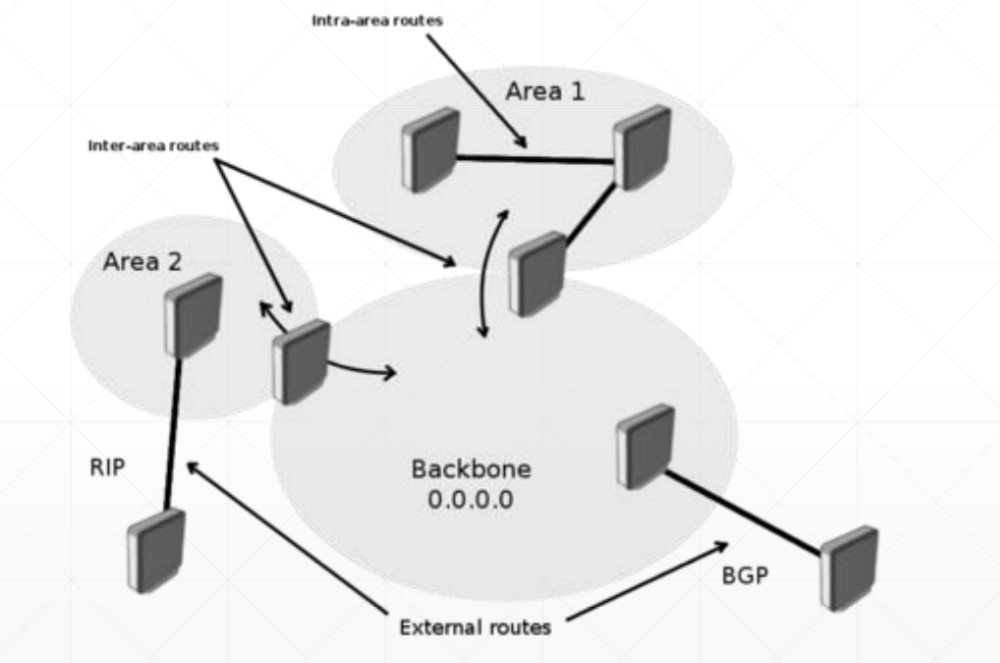 Intra-area routes
Area 1
Inter-area routes
Area 2
RIP
Backbone
0.0.0.0
BGP
External routes